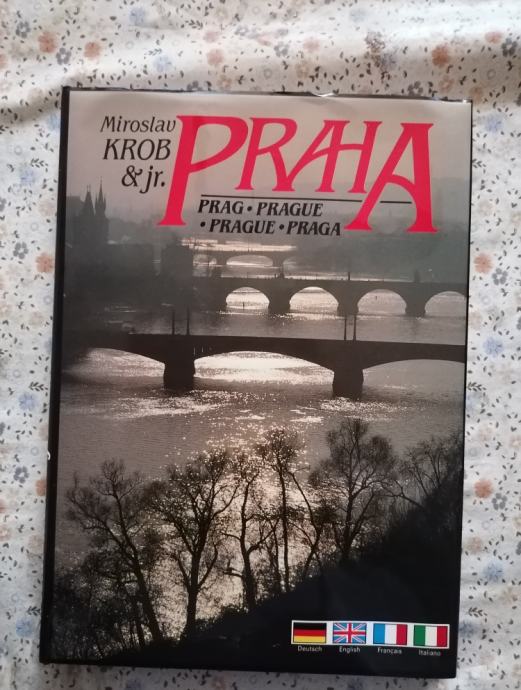 Miroslav
KROB
& jr.
PRAHA
PRAG • PRAGUE
• PRAGUE • PRAGA
Deutsch English Français Italiano